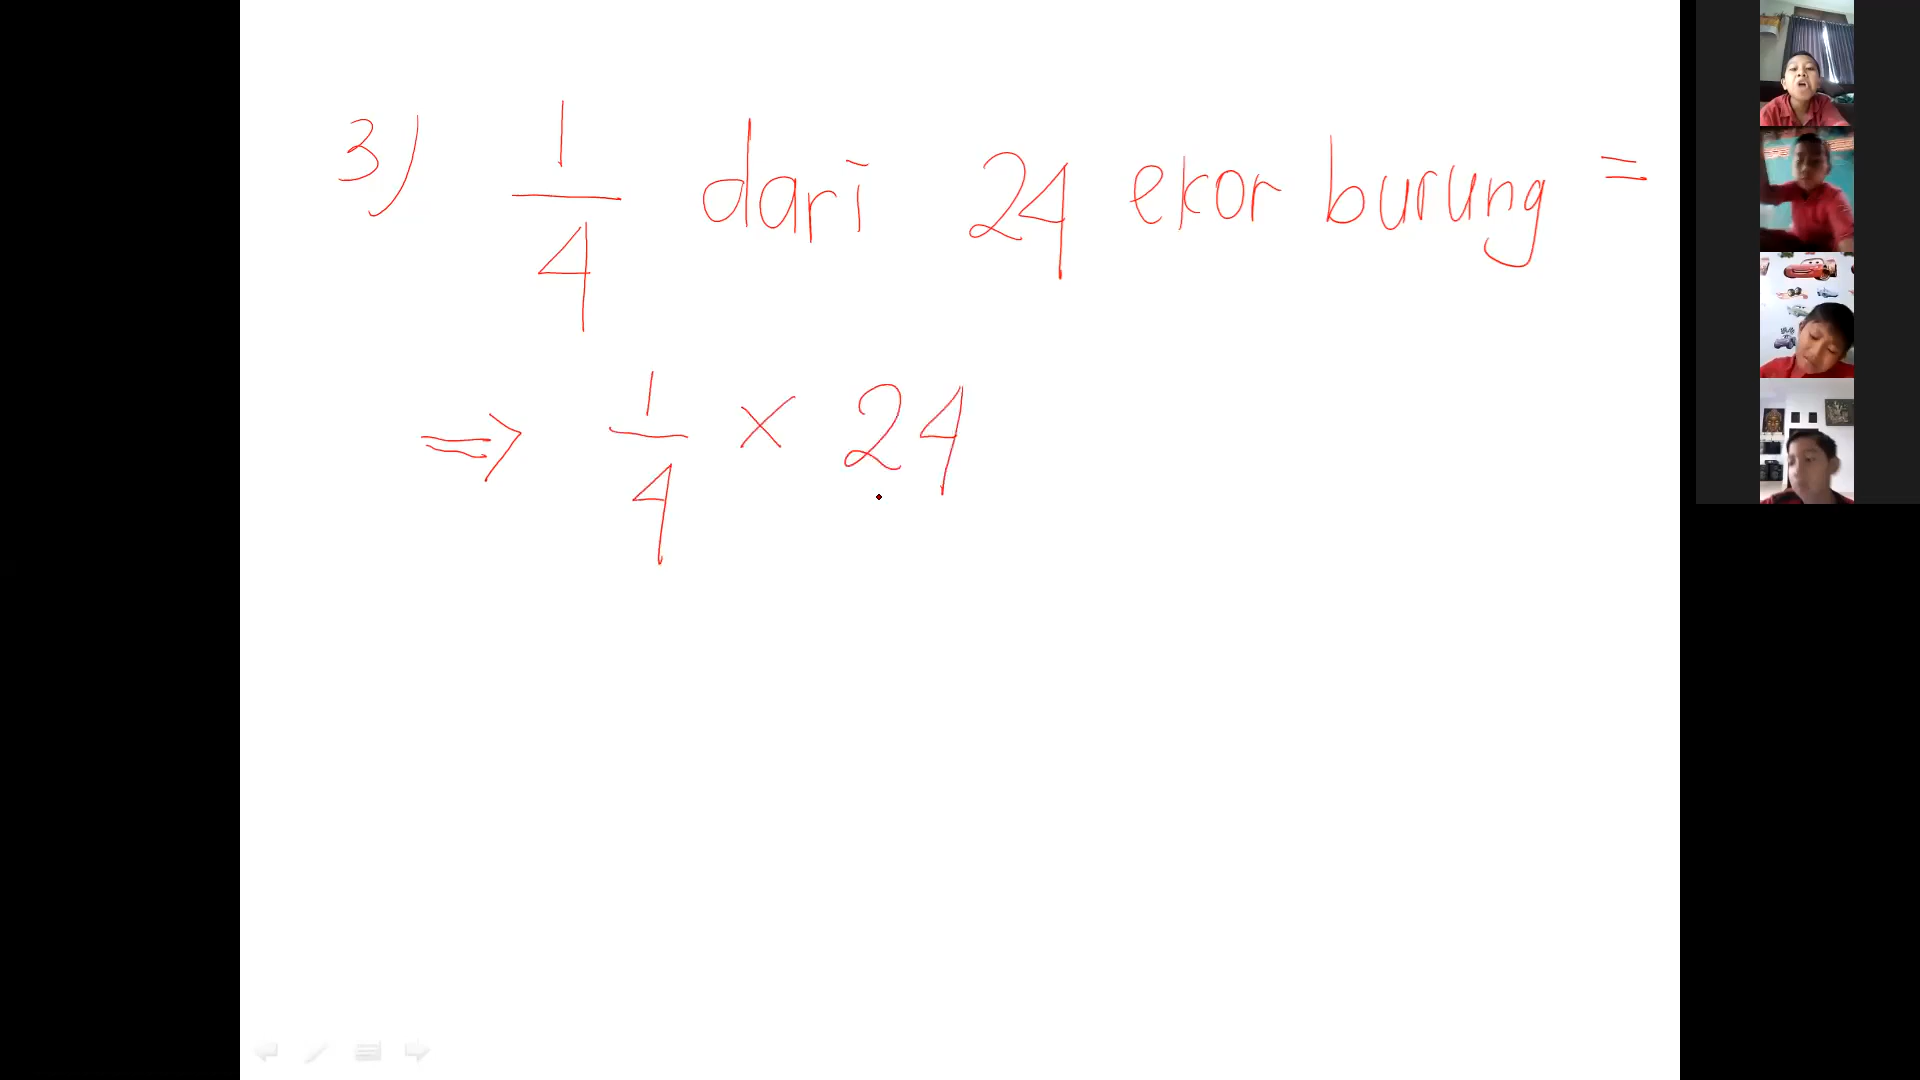 3) 1/4 dari 24 ekor burung =
⇒ 1/4 × 24